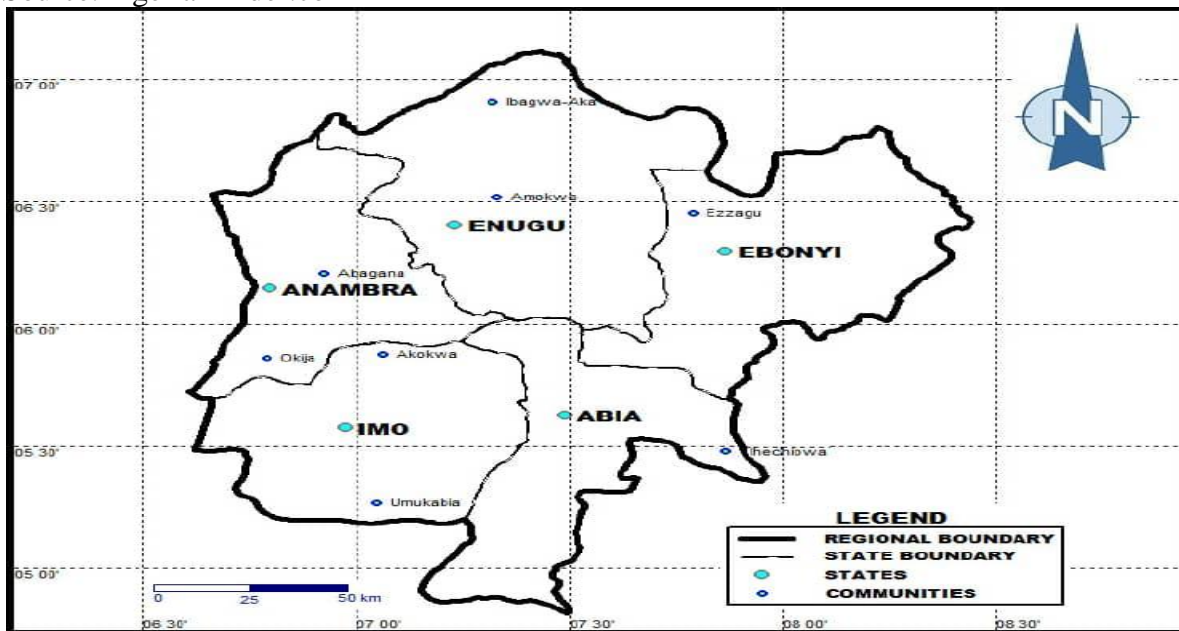 N
07 00'
Ibagwa-Aka
06 30'
Amokwe
Ezzagu
ENUGU
EBONYI
Abagana
ANAMBRA
06 00'
Okija
Akokwa
ABIA
IMO
05 30'
Umukabia
LEGEND
REGIONAL BOUNDARY
STATE BOUNDARY
STATES
COMMUNITIES
05 00'
0 25 50 km
06 30' 07 00' 07 30' 08 00' 08 30'